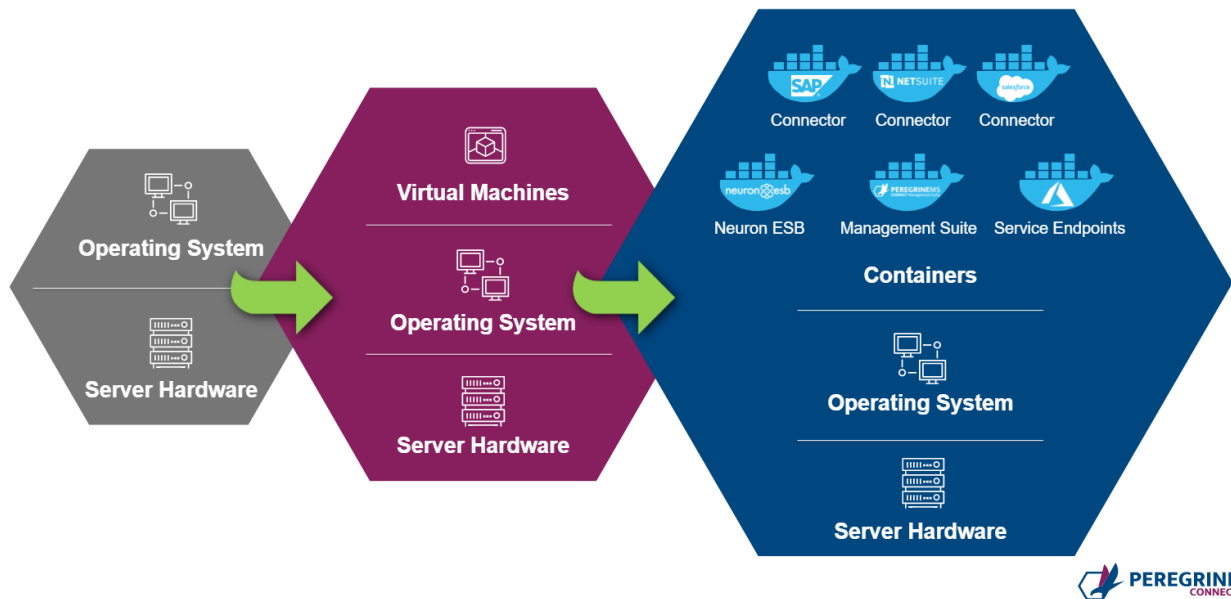 Operating System
Server Hardware
Virtual Machines
Operating System
Server Hardware
SAP
NETSUITE
salesforce
Connector
Connector
Connector
neuron esb
PEREGRINEMS
Neuron ESB
Management Suite
Service Endpoints
Containers
Operating System
Server Hardware
PEREGRIN
CONNEC